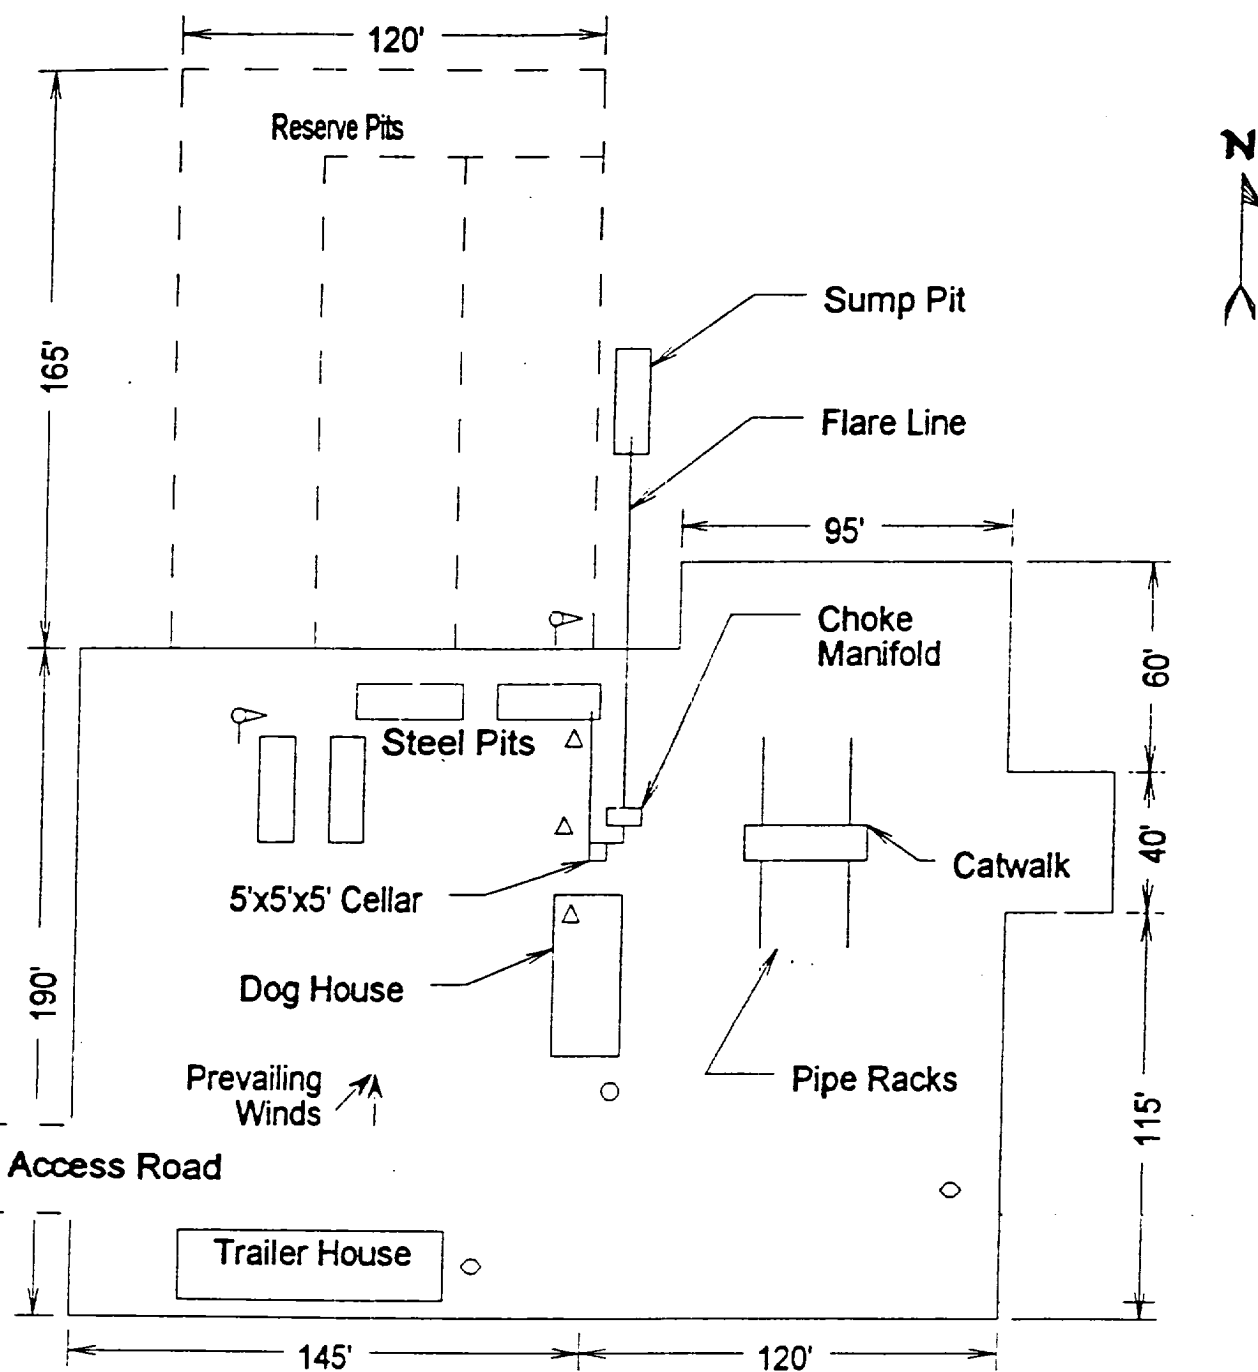 120'
Reserve Pits
N
Sump Pit
165'
Flare Line
95'
Choke
Manifold
60'
Steel Pits
40'
Catwalk
5'x5'x5' Cellar
190'
Dog House
Prevailing
Winds
Pipe Racks
115'
Access Road
Trailer House
145'
120'